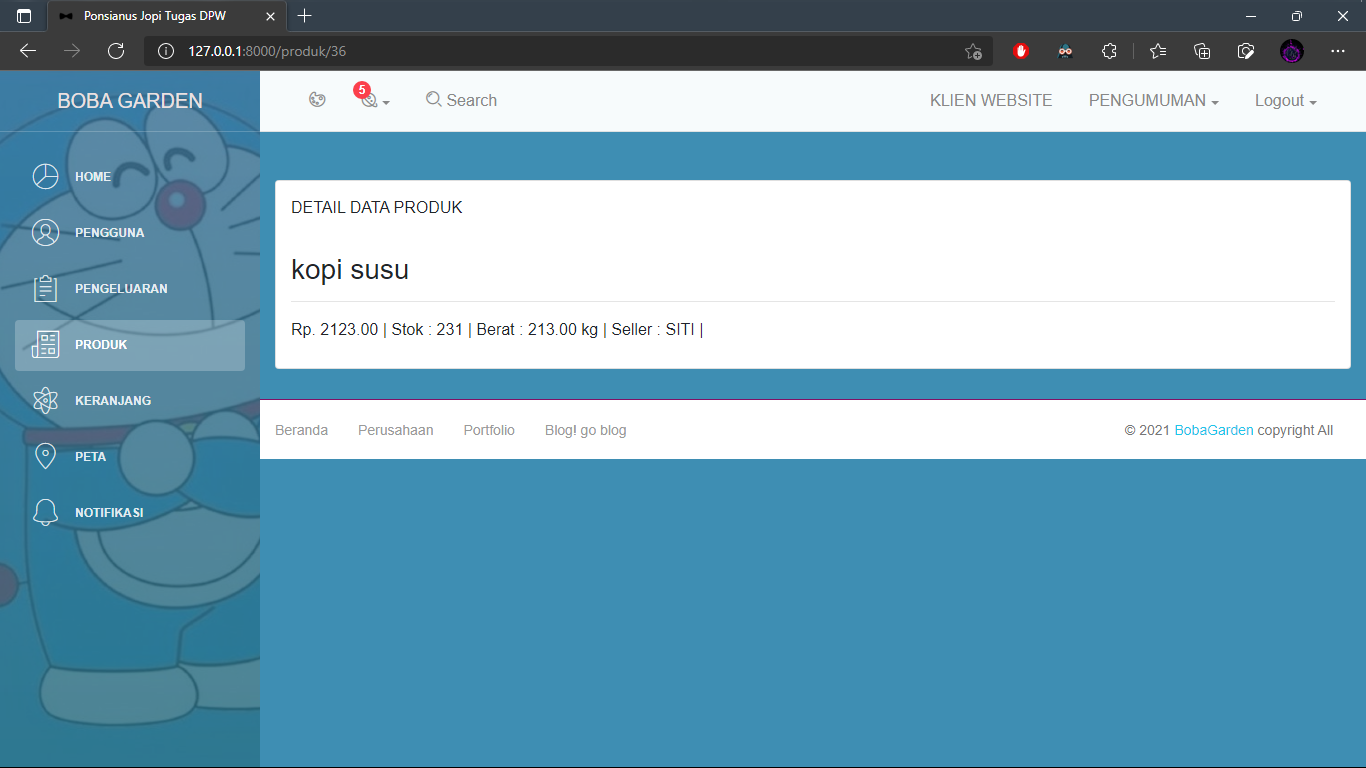 Ponsianus Jopi Tugas DPW
127.0.0.1:8000/produk/36
BOBA GARDEN
5
Search
KLIEN WEBSITE
PENGUMUMAN
Logout
HOME
PENGGUNA
PENGELUARAN
PRODUK
KERANJANG
PETA
NOTIFIKASI
DETAIL DATA PRODUK
kopi susu
Rp. 2123.00 | Stok : 231 | Berat : 213.00 kg | Seller : SITI |
Beranda
Perusahaan
Portfolio
Blog! go blog
© 2021 BobaGarden copyright All